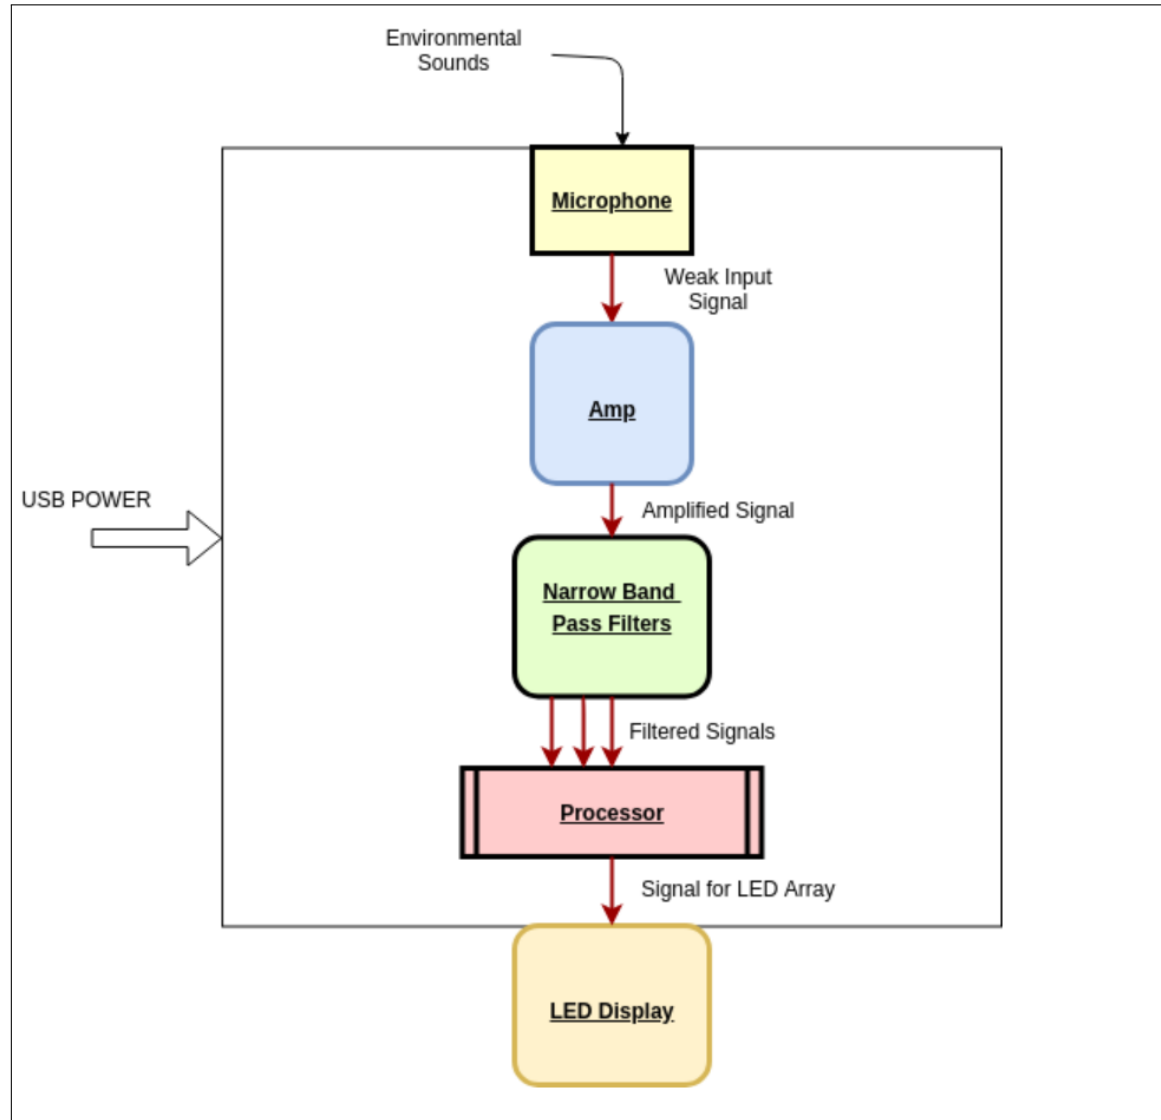 Environmental
Sounds
Microphone
Weak Input
Signal
Amp
USB POWER
Amplified Signal
Narrow Band
Pass Filters
Filtered Signals
Processor
Signal for LED Array
LED Display